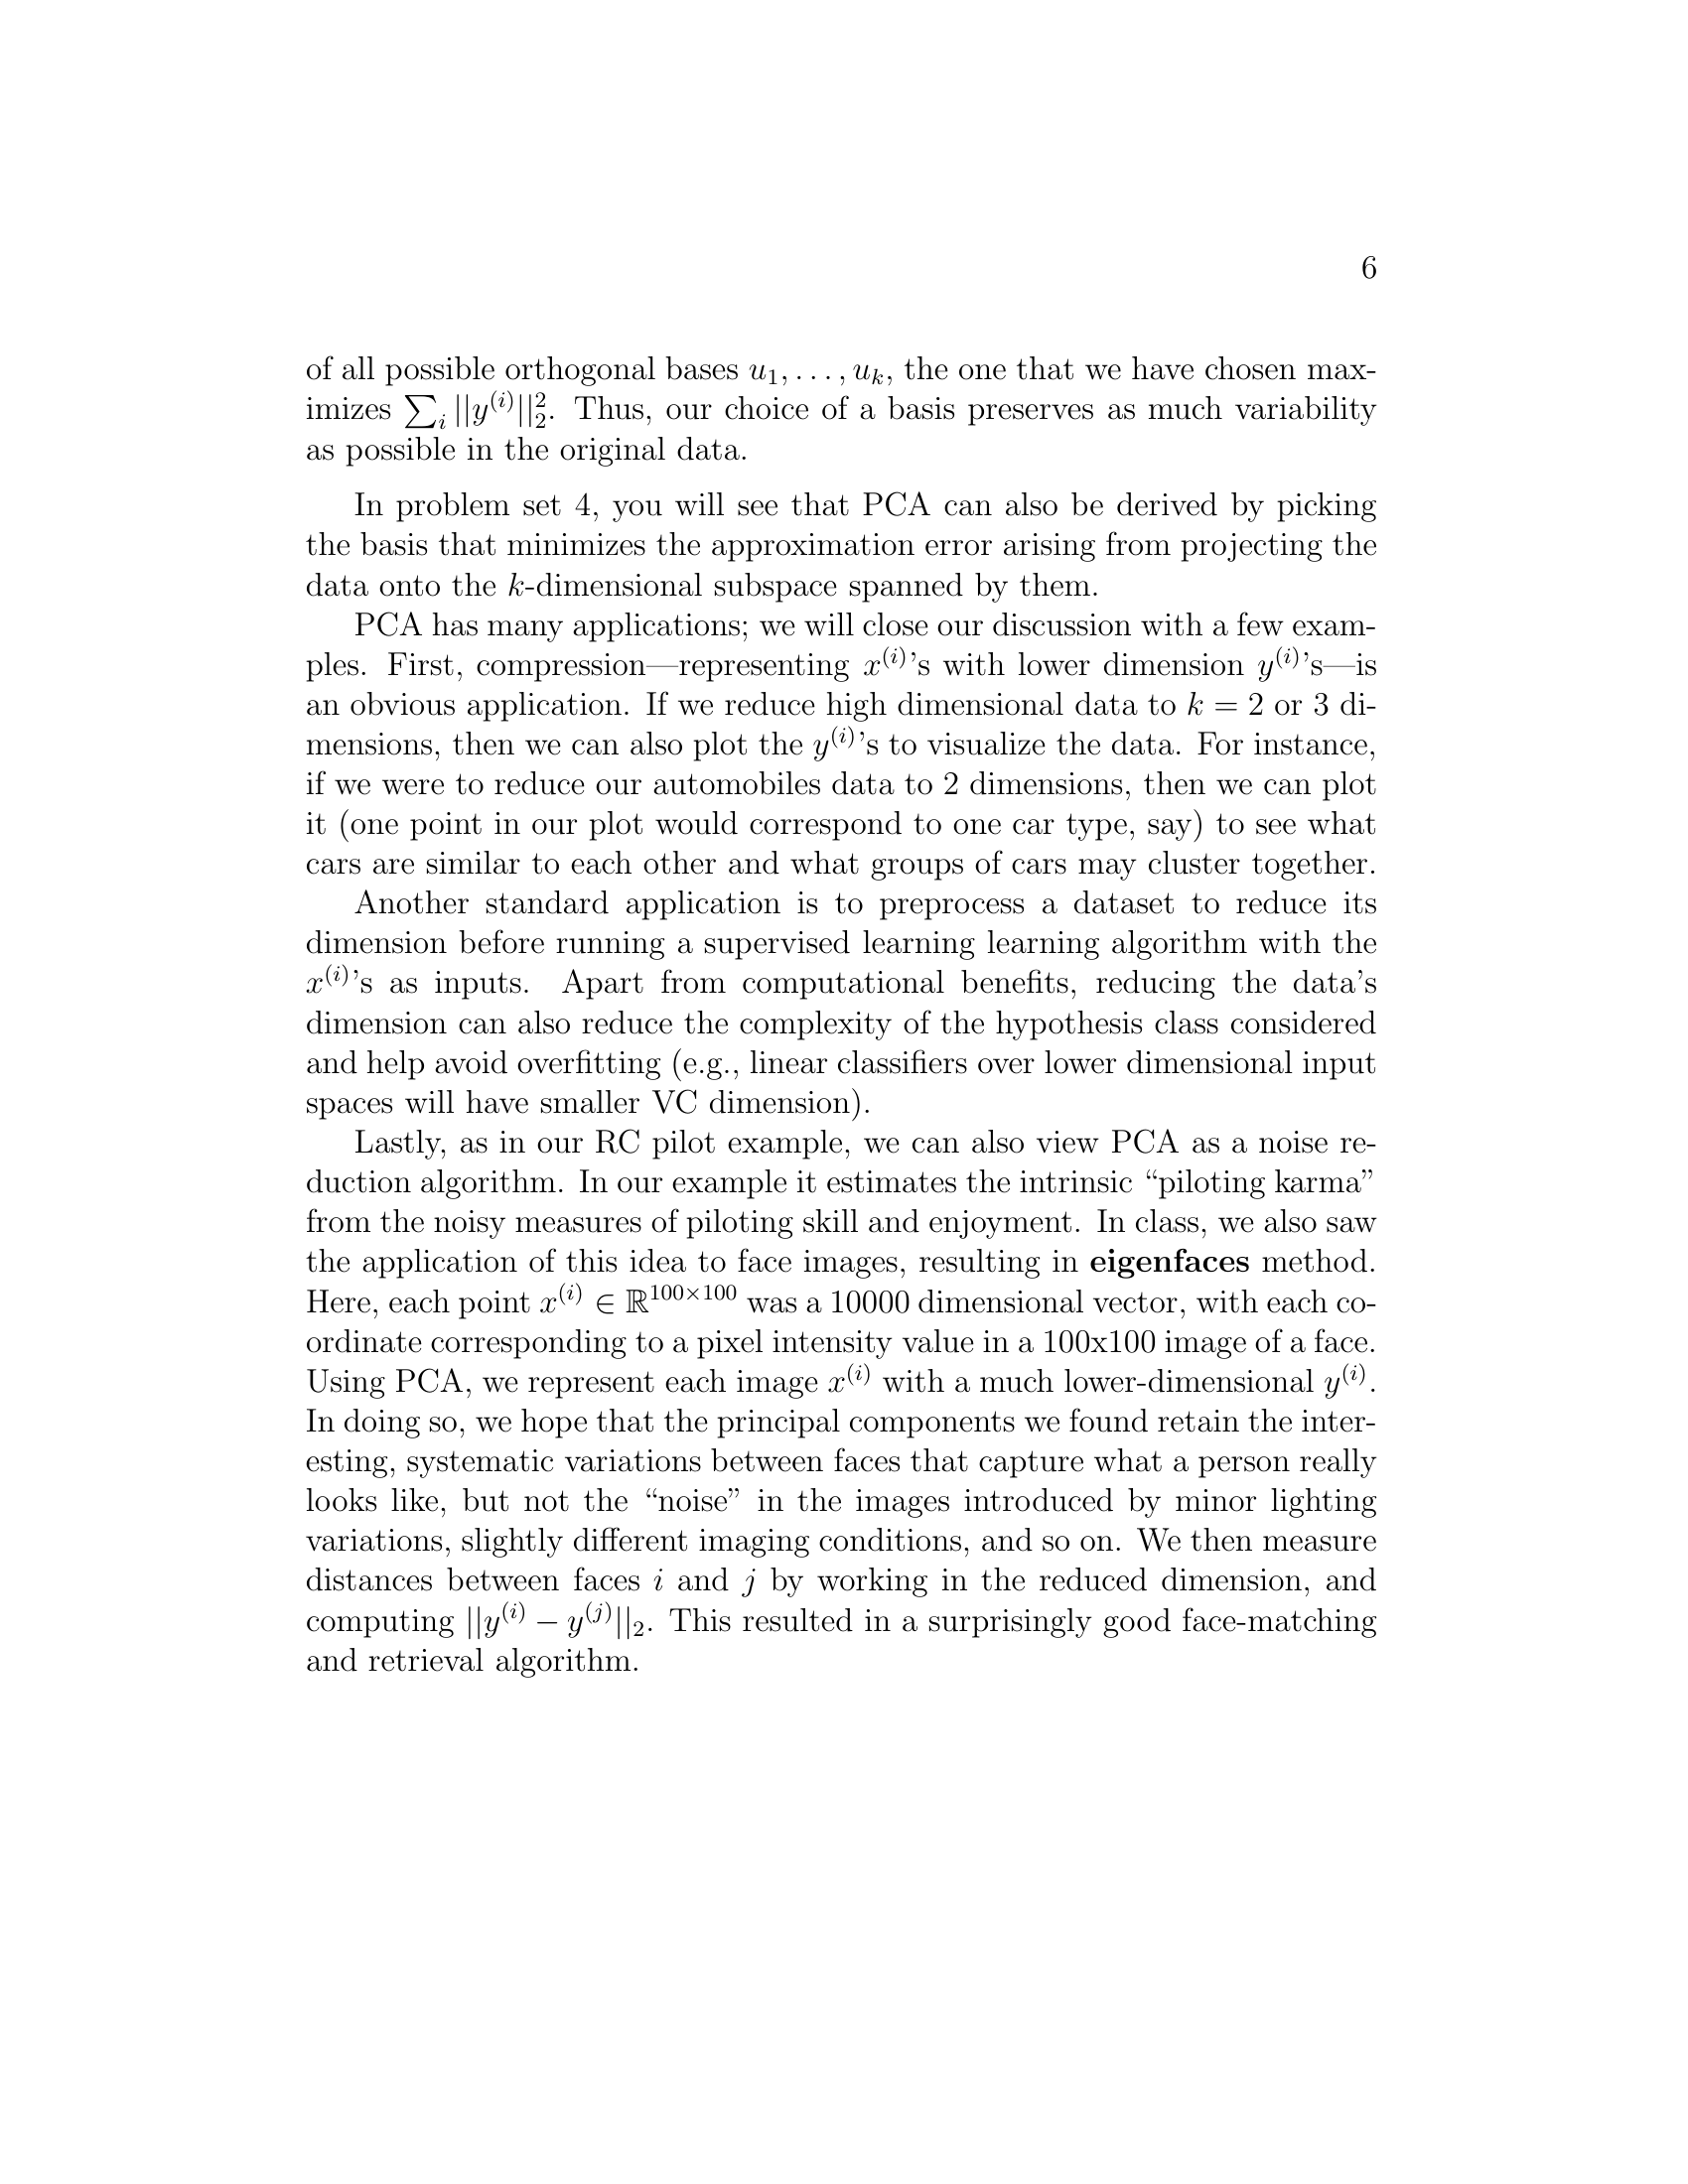 6
of all possible orthogonal bases u₁, . . . , uₖ, the one that we have chosen max-
imizes ∑ᵢ ||y⁽ⁱ⁾||₂². Thus, our choice of a basis preserves as much variability
as possible in the original data.
In problem set 4, you will see that PCA can also be derived by picking
the basis that minimizes the approximation error arising from projecting the
data onto the k-dimensional subspace spanned by them.
PCA has many applications; we will close our discussion with a few exam-
ples. First, compression—representing x⁽ⁱ⁾’s with lower dimension y⁽ⁱ⁾’s—is
an obvious application. If we reduce high dimensional data to k = 2 or 3 di-
mensions, then we can also plot the y⁽ⁱ⁾’s to visualize the data. For instance,
if we were to reduce our automobiles data to 2 dimensions, then we can plot
it (one point in our plot would correspond to one car type, say) to see what
cars are similar to each other and what groups of cars may cluster together.
Another standard application is to preprocess a dataset to reduce its
dimension before running a supervised learning learning algorithm with the
x⁽ⁱ⁾’s as inputs. Apart from computational benefits, reducing the data’s
dimension can also reduce the complexity of the hypothesis class considered
and help avoid overfitting (e.g., linear classifiers over lower dimensional input
spaces will have smaller VC dimension).
Lastly, as in our RC pilot example, we can also view PCA as a noise re-
duction algorithm. In our example it estimates the intrinsic “piloting karma”
from the noisy measures of piloting skill and enjoyment. In class, we also saw
the application of this idea to face images, resulting in eigenfaces method.
Here, each point x⁽ⁱ⁾ ∈ ℝ¹⁰⁰ˣ¹⁰⁰ was a 10000 dimensional vector, with each co-
ordinate corresponding to a pixel intensity value in a 100x100 image of a face.
Using PCA, we represent each image x⁽ⁱ⁾ with a much lower-dimensional y⁽ⁱ⁾.
In doing so, we hope that the principal components we found retain the inter-
esting, systematic variations between faces that capture what a person really
looks like, but not the “noise” in the images introduced by minor lighting
variations, slightly different imaging conditions, and so on. We then measure
distances between faces i and j by working in the reduced dimension, and
computing ||y⁽ⁱ⁾ − y⁽ʲ⁾||₂. This resulted in a surprisingly good face-matching
and retrieval algorithm.